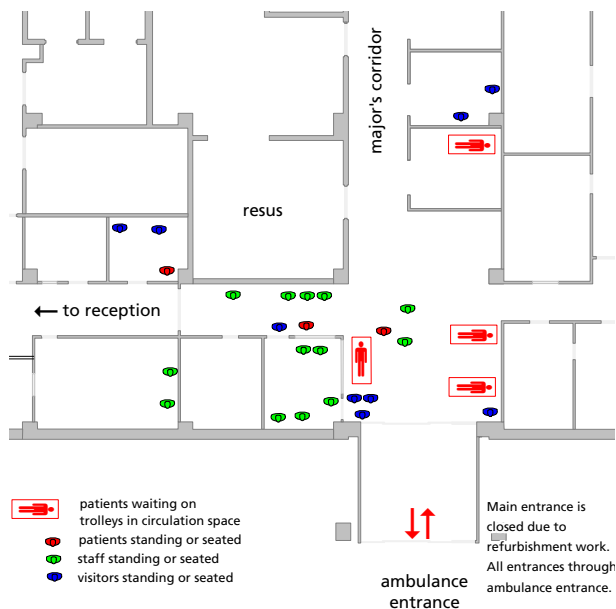 major's corridor
resus
to reception
patients waiting on
trolleys in circulation space
patients standing or seated
staff standing or seated
visitors standing or seated
ambulance
entrance
Main entrance is
closed due to
refurbishment work.
All entrances through
ambulance entrance.